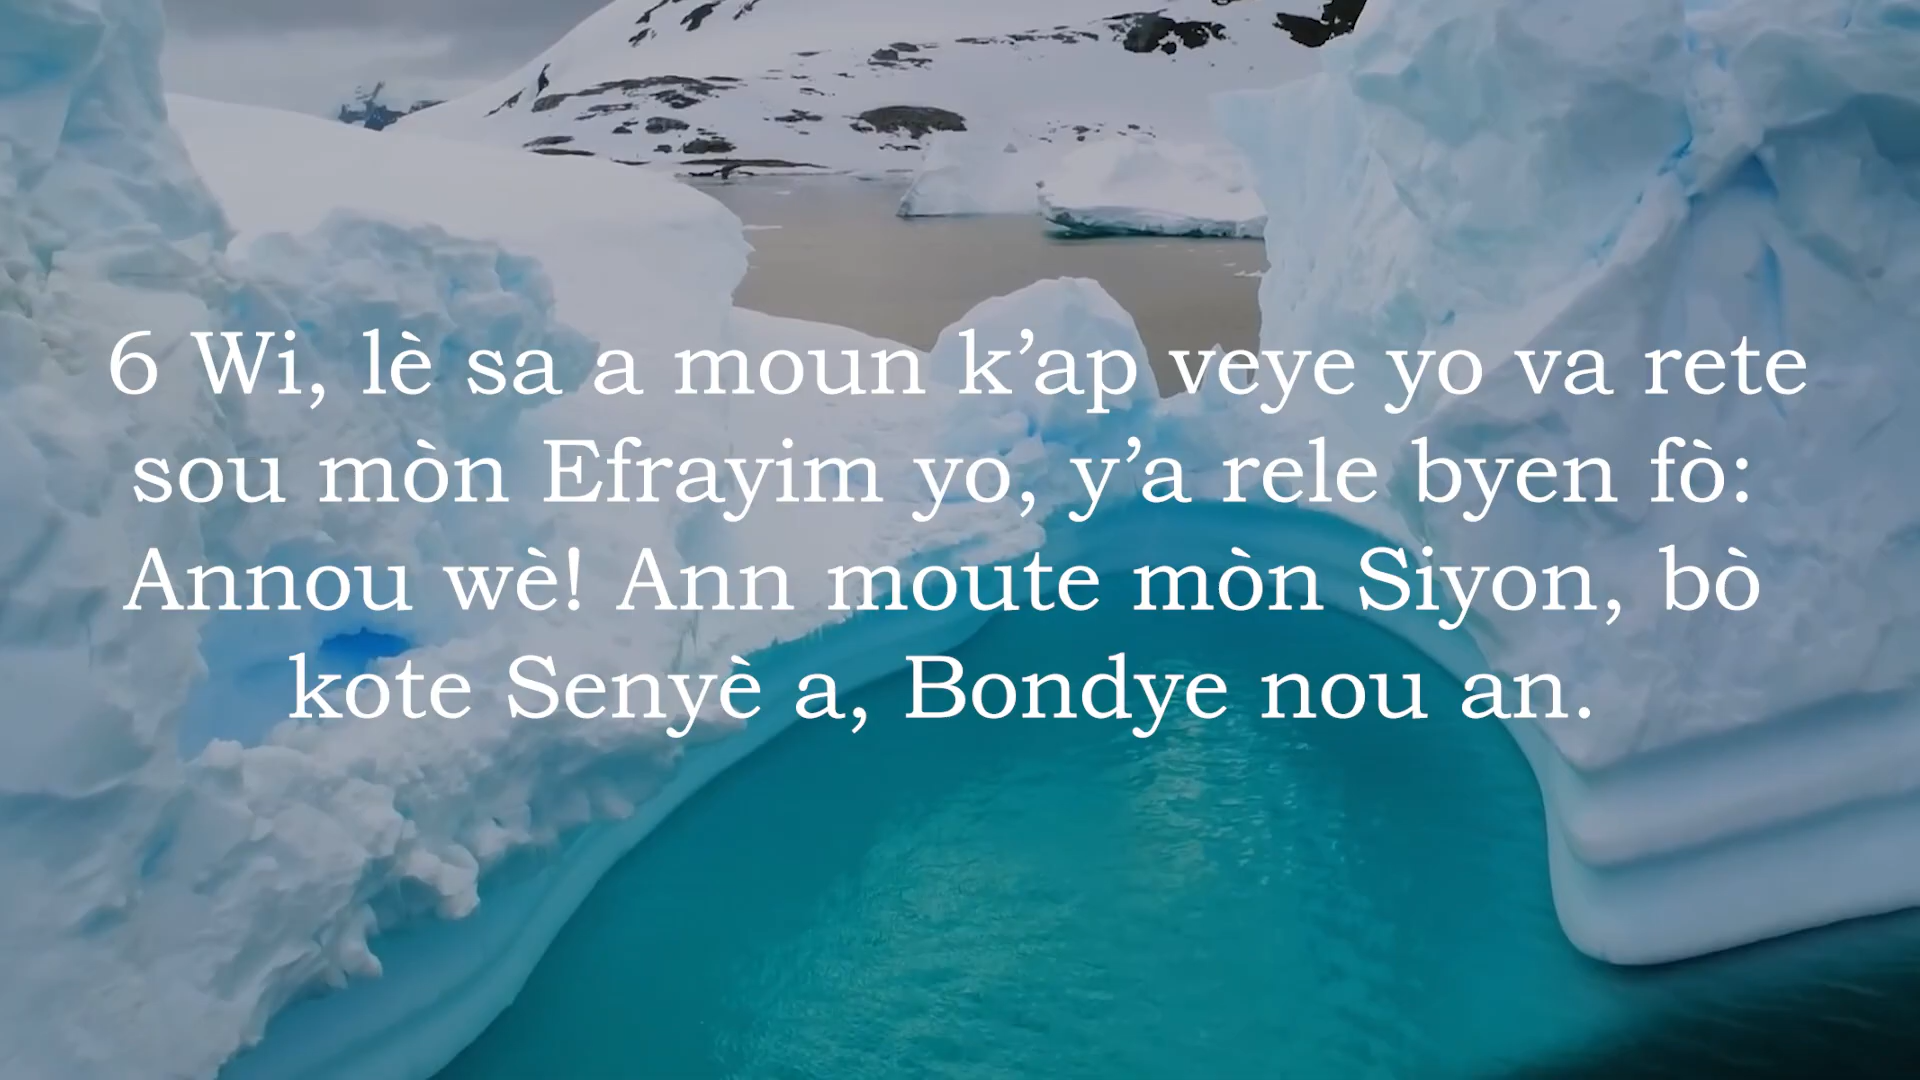 6 Wi, lè sa a moun k’ap veye yo va rete
sou mòn Efrayim yo, y’a rele byen fò:
Annou wè! Ann moute mòn Siyon, bò
kote Senyè a, Bondye nou an.